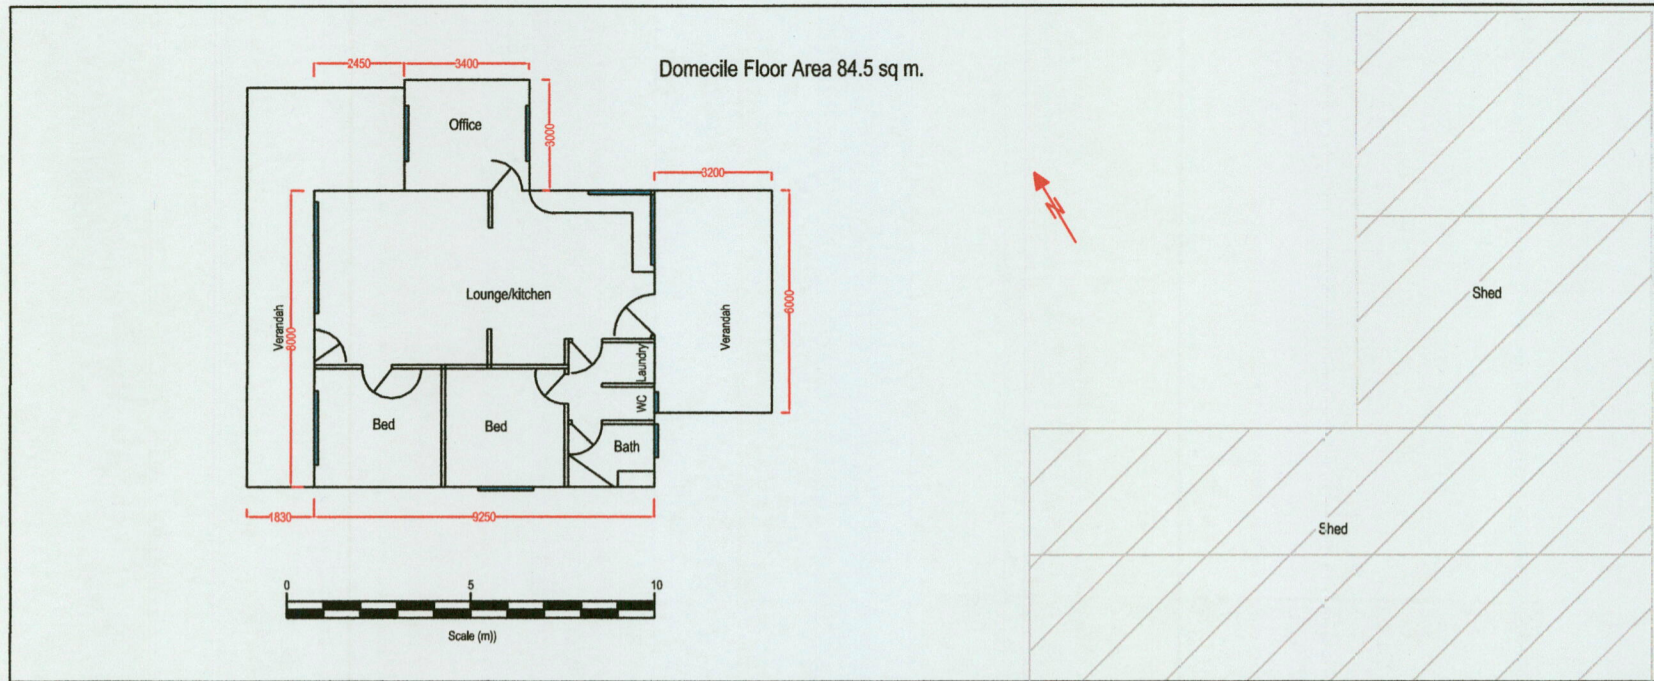 2450
3400
Domecile Floor Area 84.5 sq m.
Office
3000
3200
N
Shed
Lounge/kitchen
Verandah
8000
6000
Verandah
Laundry
WC
Bed
Bed
Bath
1830
9250
Shed
0 5 10
Scale (m))